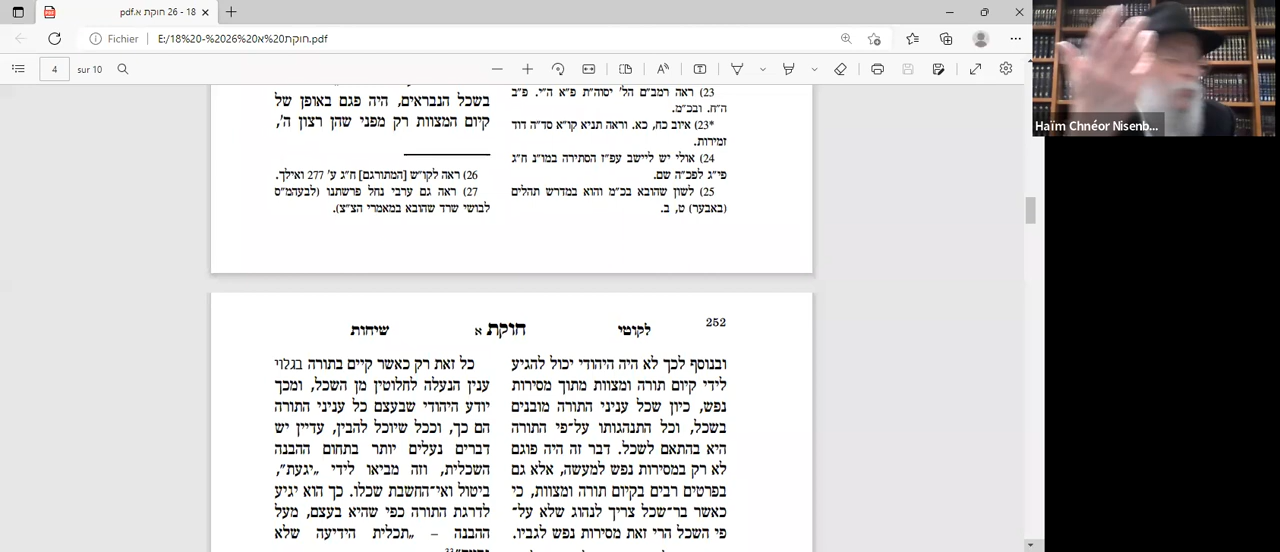 חוקת א 26 - 18.pdf
Fichier
E:/18%20-%2026%20חוקת%20א.pdf
4 sur 10
Haïm Chnéor Nisenb...
23) ראה רמב"ם הל' יסוה"ת פ"א ה"י. פ"ב
ה"ח. ובכ"מ.
23*) איוב כח, כא. וראה תניא קו"א סד"ה דוד
זמירות.
24) אולי יש ליישב עפ"ז הסתירה במו"נ ח"ג
פי"ג לפכ"ה שם.
25) לשון שהובא בכ"מ והוא במדרש תהלים
(באבער) ט, ב.
בשכל הנבראים, היה פגם באופן של
קיום המצוות רק מפני שהן רצון ה',
26) ראה לקו"ש [המתורגם] ח"ג ע' 277 ואילך.
27) ראה גם ערבי נחל פרשתנו (לבעהמ"ס
לבושי שרד שהובא במאמרי הצ"צ).
252
לקוטי
חוקת א
שיחות
ובנוסף לכך לא היה היהודי יכול להגיע
לידי קיום תורה ומצוות מתוך מסירות
נפש, כיון שכל עניני התורה מובנים
בשכל, וכל התנהגותו על־פי התורה
היא בהתאם לשכל. דבר זה היה פוגם
לא רק במסירות נפש למעשה, אלא גם
בפרטים רבים בקיום תורה ומצוות, כי
כאשר בר־שכל צריך לנהוג שלא על־
פי השכל הרי זאת מסירות נפש לגביו.
כל זאת רק כאשר קיים בתורה בגלוי
ענין הנעלה לחלוטין מן השכל, ומכך
יודע היהודי שבעצם כל עניני התורה
הם כך, וככל שיוכל להבין, עדיין יש
דברים נעלים יותר בתחום ההבנה
השכלית, וזה מביאו לידי „יגעת",
ביטול ואי־החשבת שכלו. כך הוא יגיע
לדרגת התורה כפי שהיא בעצם, מעל
ההבנה – „תכלית הידיעה שלא